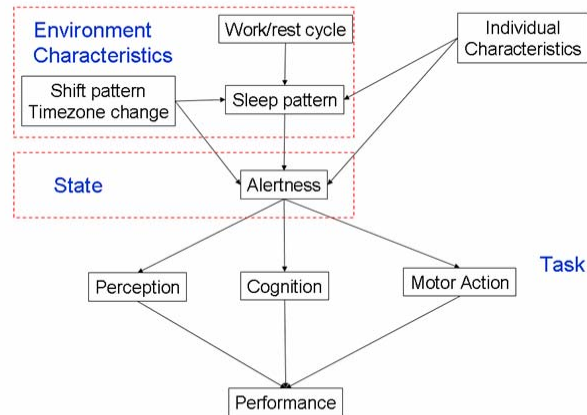 Environment
Characteristics
Work/rest cycle
Individual
Characteristics
Shift pattern
Timezone change
Sleep pattern
State
Alertness
Task
Perception
Cognition
Motor Action
Performance